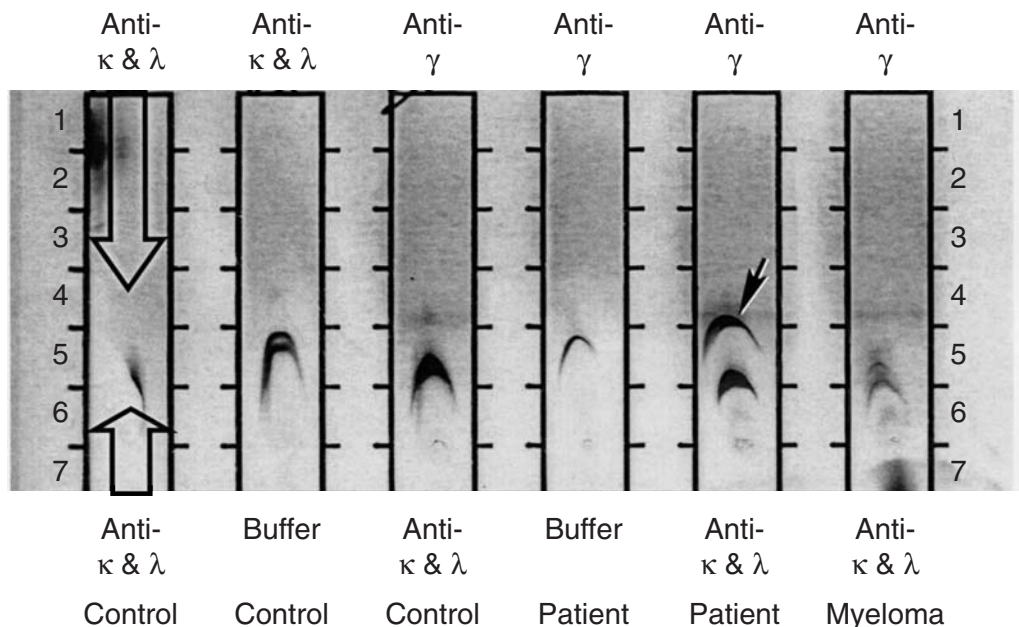 Anti- Anti- Anti- Anti- Anti- Anti-
κ & λ κ & λ γ γ γ γ
1 1
2 2
3 3
4 4
5 5
6 6
7 7
Anti- Buffer Anti- Buffer Anti- Anti-
κ & λ κ & λ κ & λ κ & λ
Control Control Control Patient Patient Myeloma